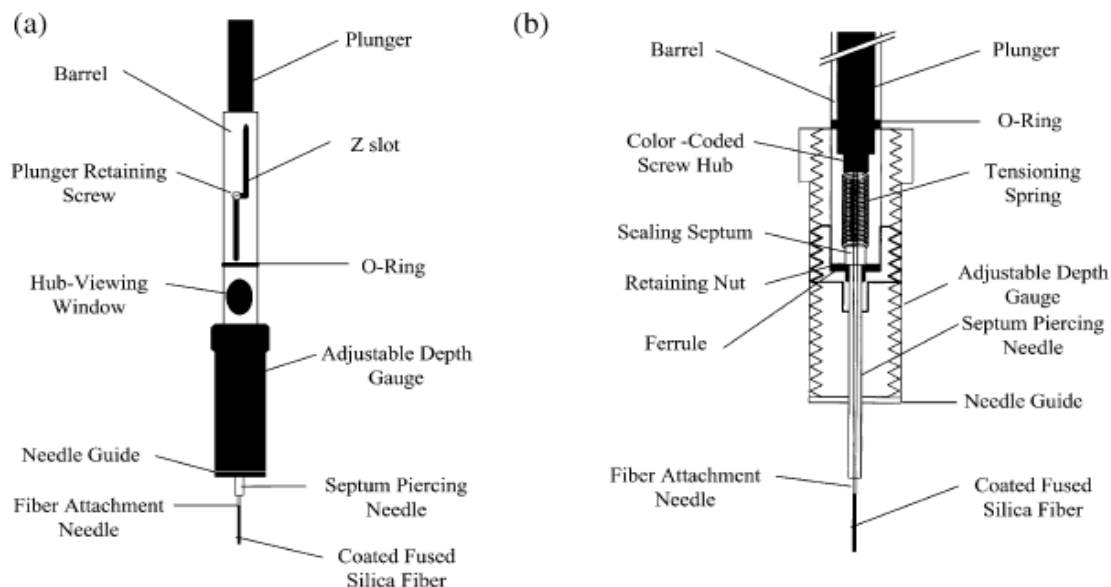 (a)
Plunger
Barrel
Z slot
Plunger Retaining
Screw
O-Ring
Hub-Viewing
Window
Adjustable Depth
Gauge
Needle Guide
Septum Piercing
Needle
Fiber Attachment
Needle
Coated Fused
Silica Fiber
(b)
Barrel
Plunger
O-Ring
Color -Coded
Screw Hub
Tensioning
Spring
Sealing Septum
Retaining Nut
Adjustable Depth
Gauge
Ferrule
Septum Piercing
Needle
Needle Guide
Fiber Attachment
Needle
Coated Fused
Silica Fiber